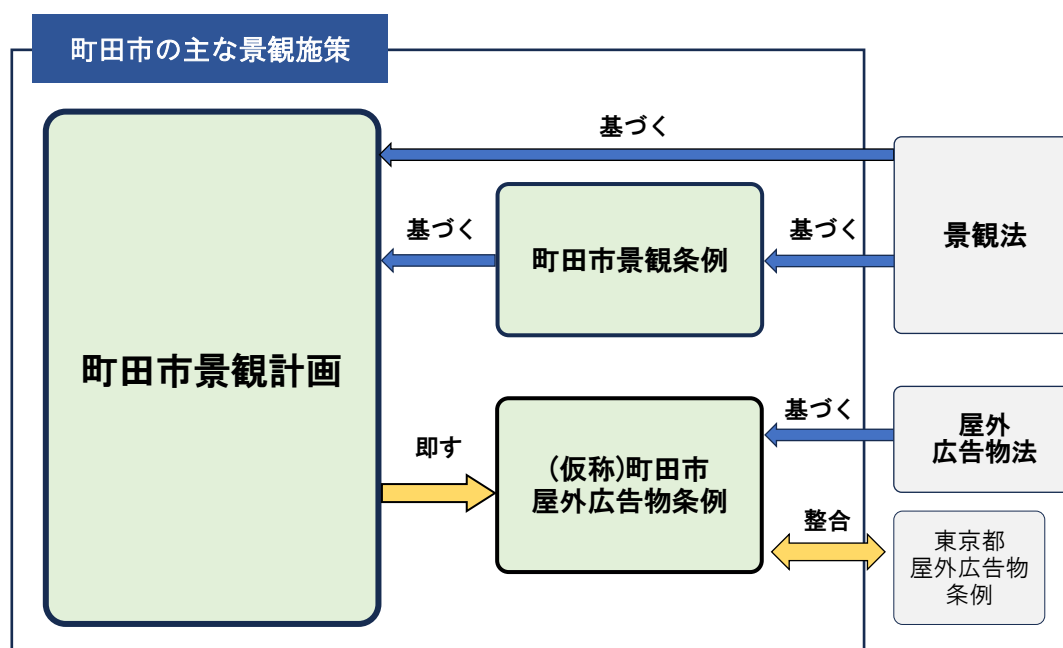 町田市の主な景観施策
基づく
基づく
町田市景観条例
基づく
景観法
町田市景観計画
即す
(仮称)町田市
屋外広告物条例
基づく
屋外
広告物法
整合
東京都
屋外広告物
条例